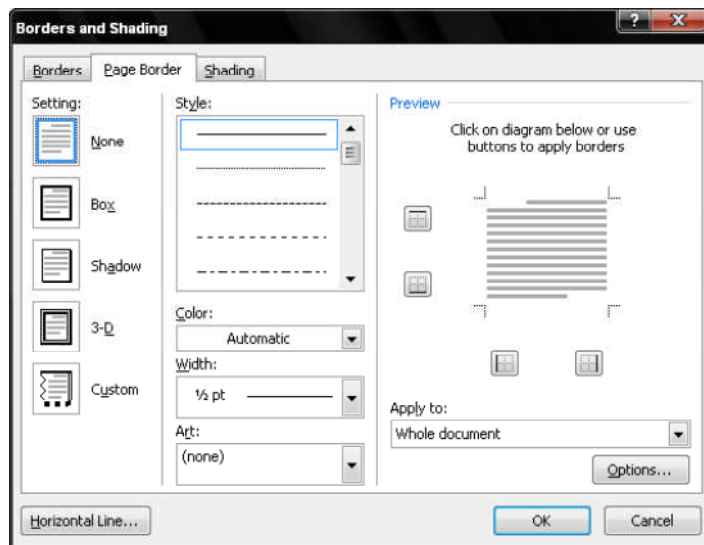 Borders and Shading
?
Borders
Page Border
Shading
Setting:
None
Box
Shadow
3-D
Custom
Style:
Color:
Automatic
Width:
½ pt
Art:
(none)
Preview
Click on diagram below or use
buttons to apply borders
Apply to:
Whole document
Options...
Horizontal Line...
OK
Cancel